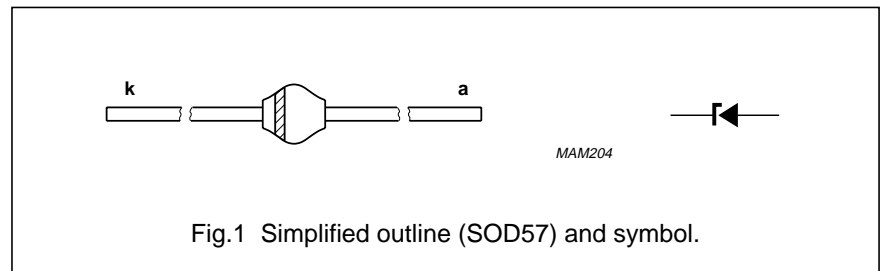 k
a
MAM204
Fig.1 Simplified outline (SOD57) and symbol.